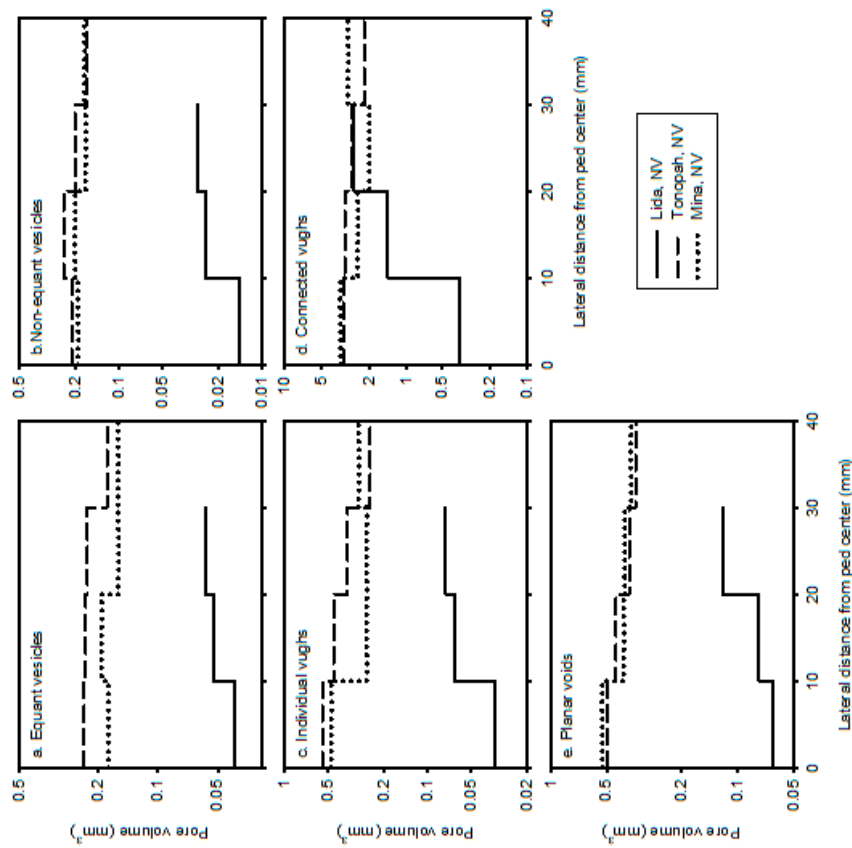 a. Equant vesicles
Pore volume (mm³)
0.5
0.2
0.1
0.05
b.Non-equant vesicles
0.5
0.2
0.1
0.05
0.02
0.01
c. Individual vughs
Pore volume (mm³)
1
0.5
0.2
0.1
0.05
0.02
d. Connected vughs
10
5
2
1
0.5
0.2
0.1
0 10 20 30 40
Lateral distance from ped center (mm)
e. Planar voids
Pore volume (mm³)
1
0.5
0.2
0.1
0.05
0 10 20 30 40
Lateral distance from ped center (mm)
Lida, NV
Tonopah, NV
Mina, NV